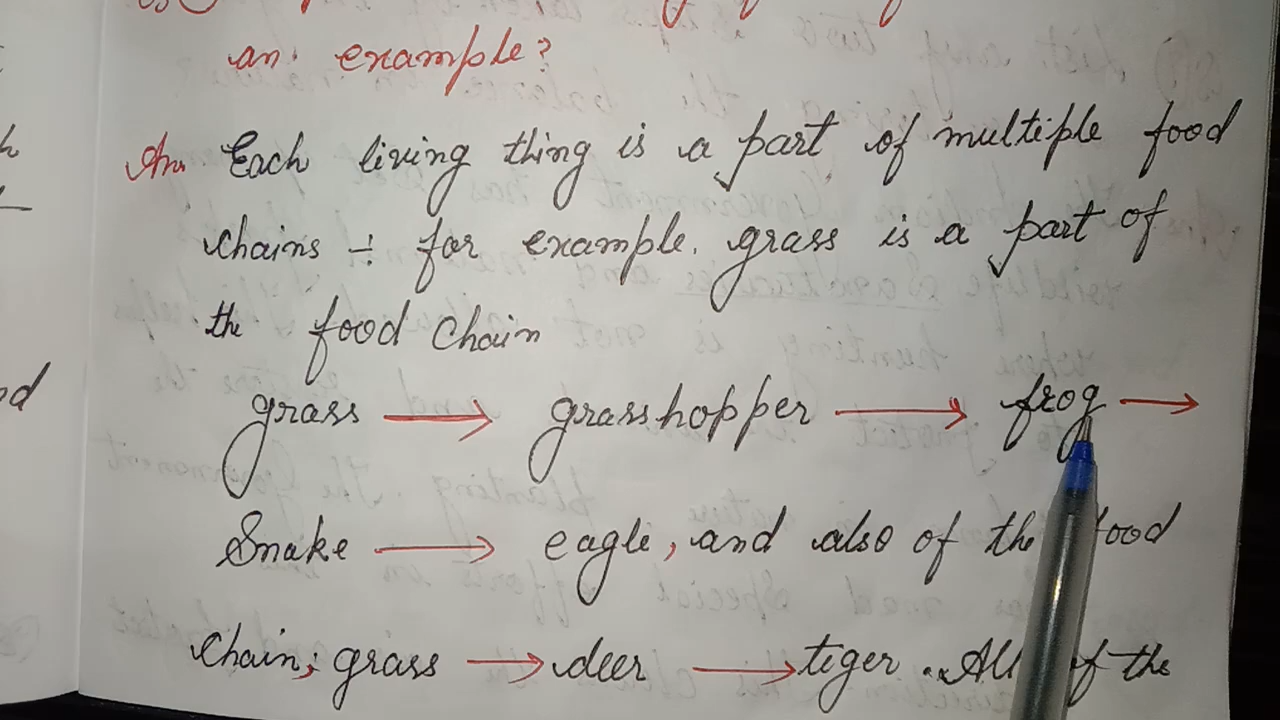 an example?
Ans. Each living thing is a part of multiple food
chains ÷ for example. grass is a part of
the food chain
grass → grasshopper → frog →
Snake → eagle, and also of the food
chain; grass → deer → tiger. All of the